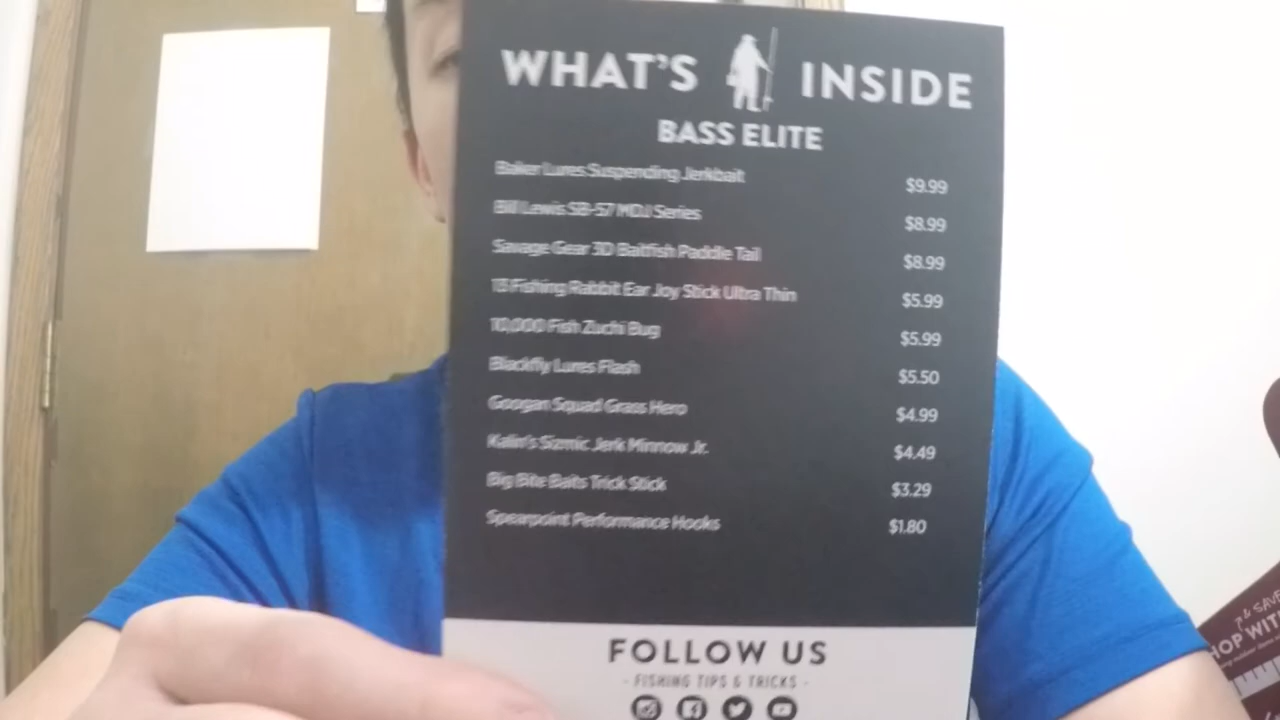 WHAT'S INSIDE
BASS ELITE
Baker Lures Suspending Jerkbait $9.99
Bill Lewis SB-57 MDJ Series $8.99
Savage Gear 3D Baitfish Paddle Tail $8.99
13 Fishing Rabbit Ear Joy Stick Ultra Thin $5.99
10,000 Fish Zuchi Bug $5.99
Blackfly Lures Flash $5.50
Googan Squad Grass Hero $4.99
Kalin's Sizmic Jerk Minnow Jr. $4.49
Big Bite Baits Trick Stick $3.29
Spearpoint Performance Hooks $1.80
FOLLOW US
- FISHING TIPS & TRICKS -
& SAVE